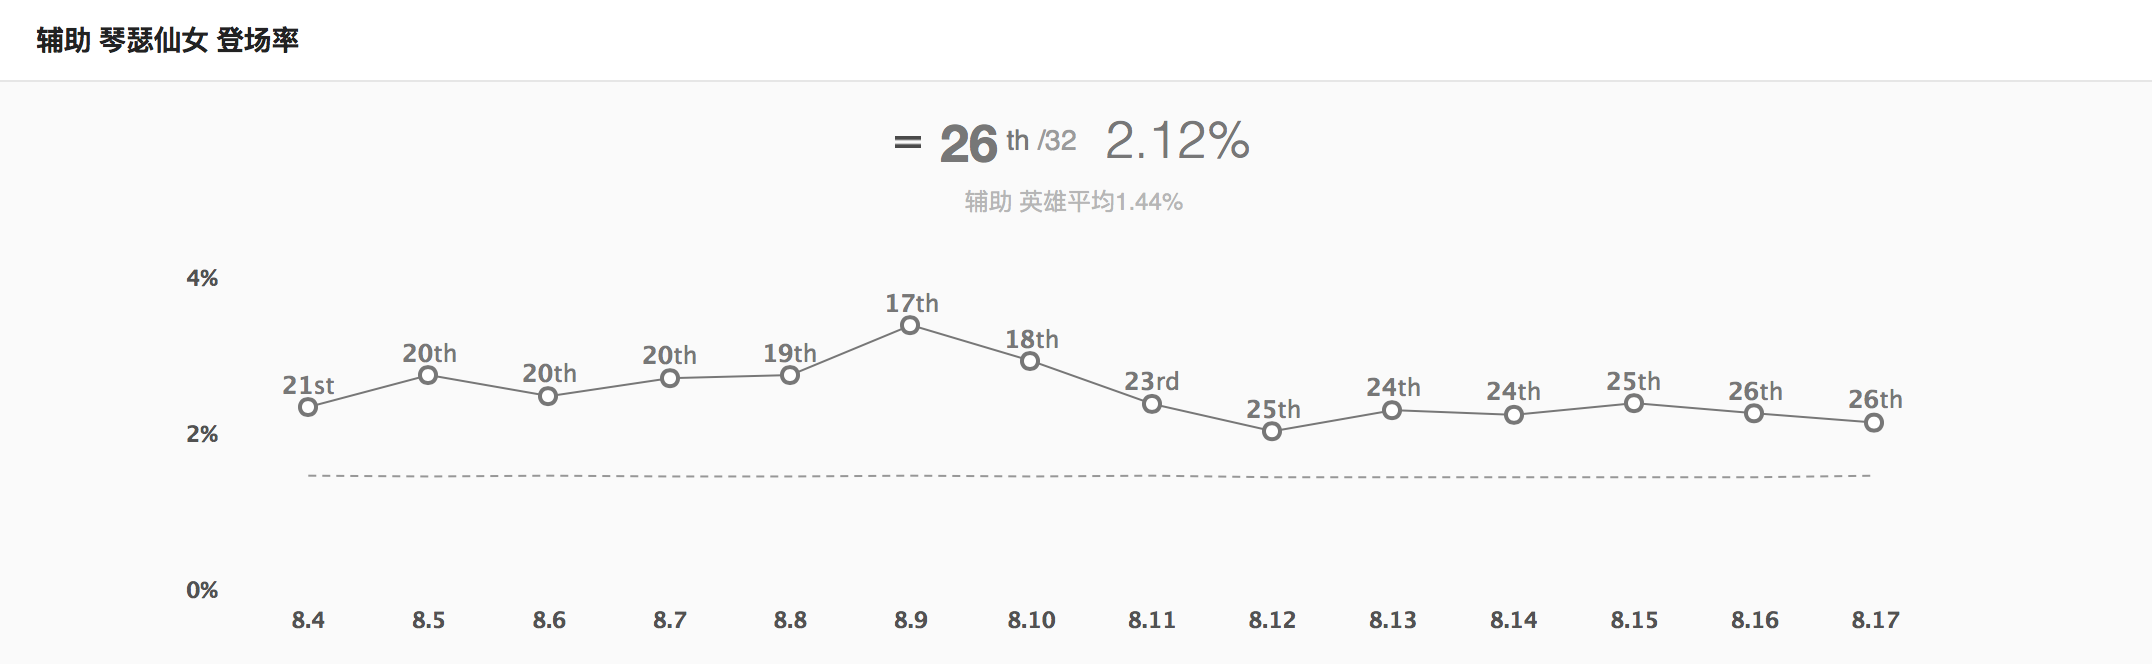 辅助 琴瑟仙女 登场率
= 26 th /32 2.12%
辅助 英雄平均1.44%
4%
17th
18th
20th 20th 19th
21st 20th 23rd 24th 24th 25th 26th 26th
25th
2%
0%
8.4 8.5 8.6 8.7 8.8 8.9 8.10 8.11 8.12 8.13 8.14 8.15 8.16 8.17